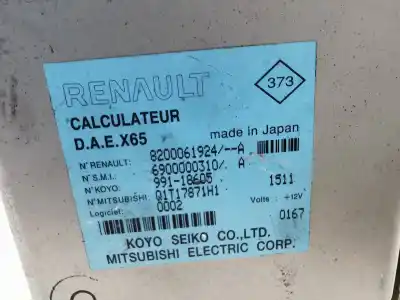 RENAULT
373
CALCULATEUR
D.A.E.X65
made in Japan
N° RENAULT: 8200061924/--A
N° S.M.I.: 6900000310/ A
N° KOYO: 991-18605 1511
N° MITSUBISHI: Q1T17871H1 Volts : +12V
Logiciel: 0002 0167
KOYO SEIKO CO.,LTD.
MITSUBISHI ELECTRIC CORP.